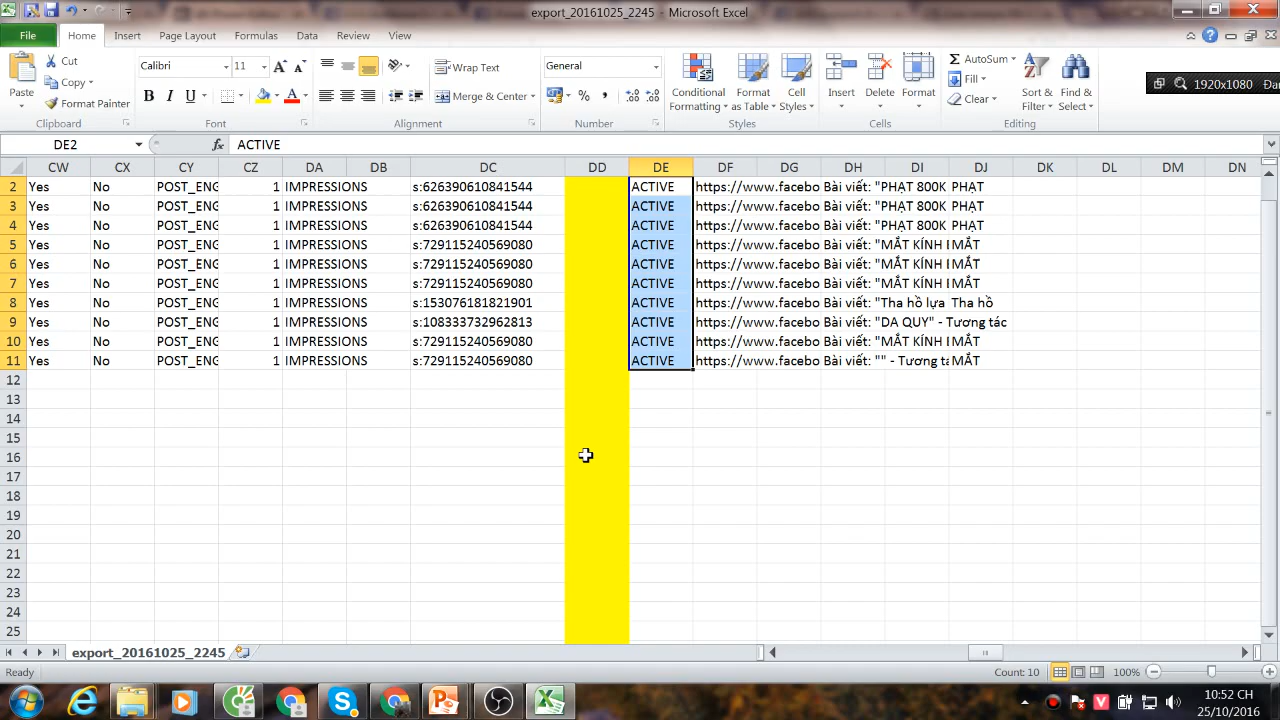 export_20161025_2245 - Microsoft Excel
File Home Insert Page Layout Formulas Data Review View
Paste Cut Copy Format Painter Clipboard
Calibri 11 B I U Font
Wrap Text Merge & Center Alignment
General Number
Conditional Formatting Format as Table Cell Styles Styles
Insert Delete Format Cells
AutoSum Fill Clear Sort & Filter Find & Select Editing
1920x1080
DE2 fx ACTIVE
CW CX CY CZ DA DB DC DD DE DF DG DH DI DJ DK DL DM DN
2 Yes No POST_ENG 1 IMPRESSIONS s:626390610841544 ACTIVE https://www.facebo Bài viết: "PHẠT 800K PHẠT
3 Yes No POST_ENG 1 IMPRESSIONS s:626390610841544 ACTIVE https://www.facebo Bài viết: "PHẠT 800K PHẠT
4 Yes No POST_ENG 1 IMPRESSIONS s:626390610841544 ACTIVE https://www.facebo Bài viết: "PHẠT 800K PHẠT
5 Yes No POST_ENG 1 IMPRESSIONS s:729115240569080 ACTIVE https://www.facebo Bài viết: "MẮT KÍNH MẮT
6 Yes No POST_ENG 1 IMPRESSIONS s:729115240569080 ACTIVE https://www.facebo Bài viết: "MẮT KÍNH MẮT
7 Yes No POST_ENG 1 IMPRESSIONS s:729115240569080 ACTIVE https://www.facebo Bài viết: "MẮT KÍNH MẮT
8 Yes No POST_ENG 1 IMPRESSIONS s:153076181821901 ACTIVE https://www.facebo Bài viết: "Tha hồ lựa Tha hồ
9 Yes No POST_ENG 1 IMPRESSIONS s:108333732962813 ACTIVE https://www.facebo Bài viết: "DA QUY" - Tương tác
10 Yes No POST_ENG 1 IMPRESSIONS s:729115240569080 ACTIVE https://www.facebo Bài viết: "MẮT KÍNH MẮT
11 Yes No POST_ENG 1 IMPRESSIONS s:729115240569080 ACTIVE https://www.facebo Bài viết: "" - Tương MẮT
12
13
14
15
16
17
18
19
20
21
22
23
24
25
export_20161025_2245
Ready Count: 10 100%
10:52 CH
25/10/2016